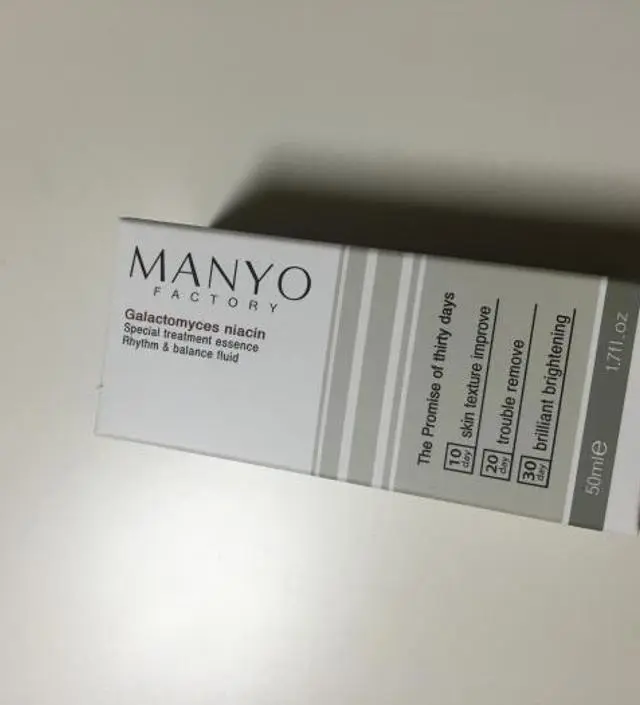 MANYO
FACTORY
Galactomyces niacin
Special treatment essence
Rhythm & balance fluid
The Promise of thirty days
10 day skin texture improve
20 day trouble remove
30 day brilliant brightening
50ml℮ 1.7fl.oz